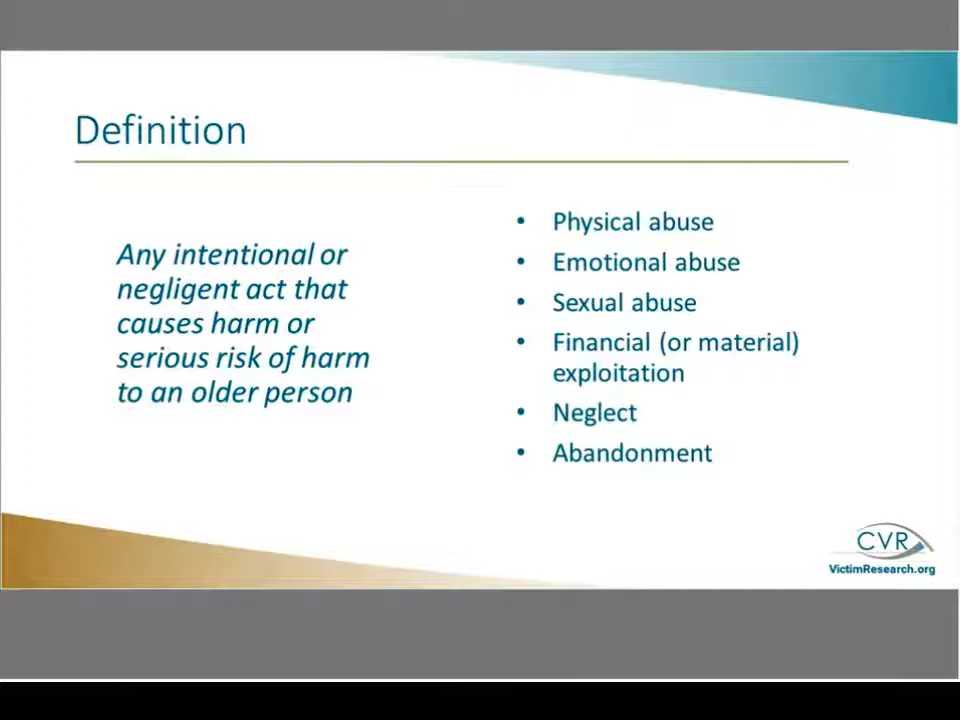 Definition
Any intentional or
negligent act that
causes harm or
serious risk of harm
to an older person
• Physical abuse
• Emotional abuse
• Sexual abuse
• Financial (or material)
exploitation
• Neglect
• Abandonment
CVR
VictimResearch.org